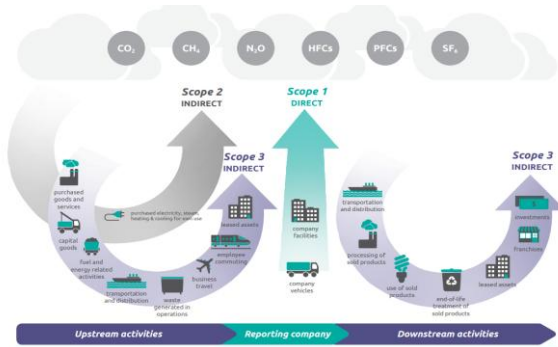 CO₂
CH₄
N₂O
HFCs
PFCs
SF₆
Scope 2
INDIRECT
Scope 1
DIRECT
Scope 3
INDIRECT
Scope 3
INDIRECT
purchased
goods and
services
capital
goods
fuel and
energy related
activities
transportation
and distribution
waste
generated in
operations
business
travel
employee
commuting
leased assets
purchased electricity, steam,
heating & cooling for own use
company
facilities
company
vehicles
transportation
and distribution
processing of
sold products
use of sold
products
end-of-life
treatment of
sold products
leased assets
franchises
investments
Upstream activities
Reporting company
Downstream activities